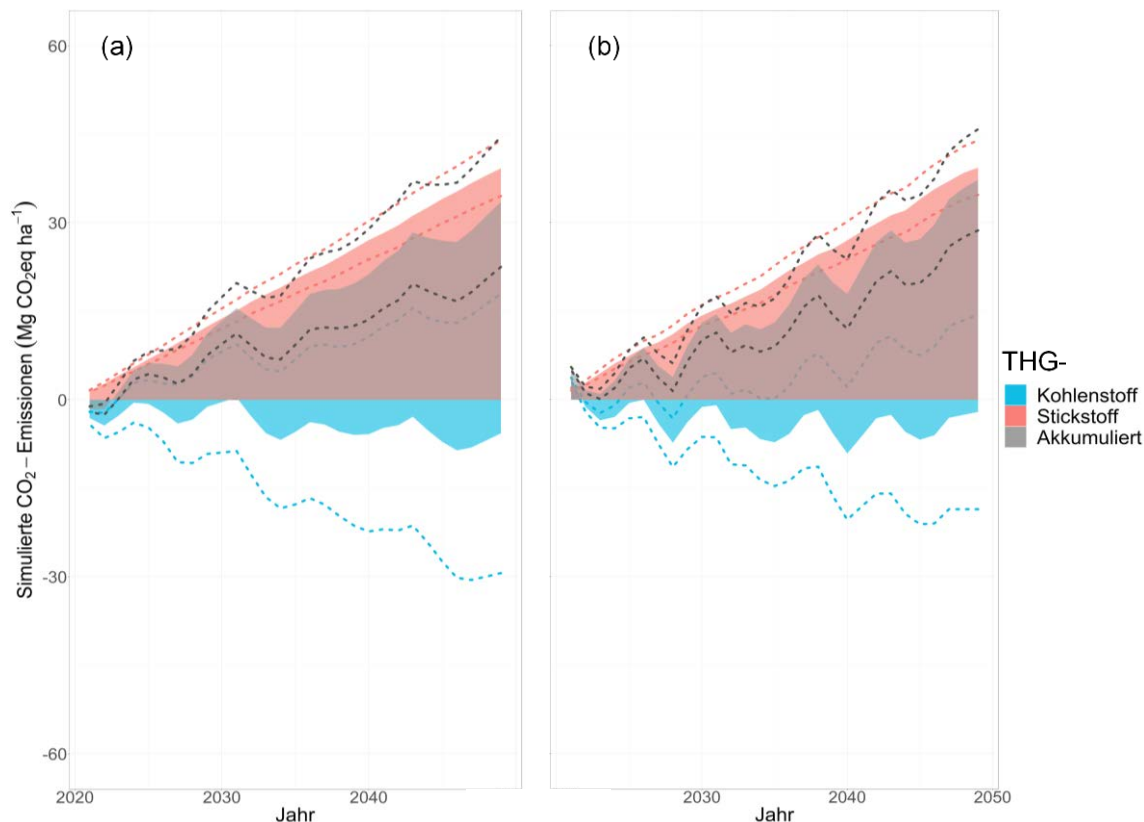 (a)
(b)
60
30
0
-30
-60
Simulierte CO₂ – Emissionen (Mg CO₂eq ha⁻¹)
2020
2030
2040
Jahr
2030
2040
2050
Jahr
THG-
Kohlenstoff
Stickstoff
Akkumuliert